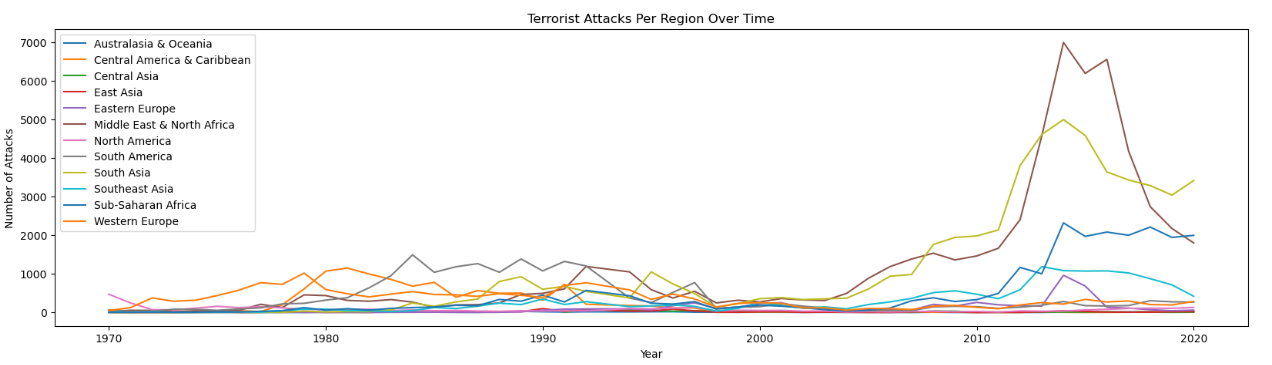 Terrorist Attacks Per Region Over Time
Number of Attacks
7000
6000
5000
4000
3000
2000
1000
0
Australasia & Oceania
Central America & Caribbean
Central Asia
East Asia
Eastern Europe
Middle East & North Africa
North America
South America
South Asia
Southeast Asia
Sub-Saharan Africa
Western Europe
1970 1980 1990 2000 2010 2020
Year